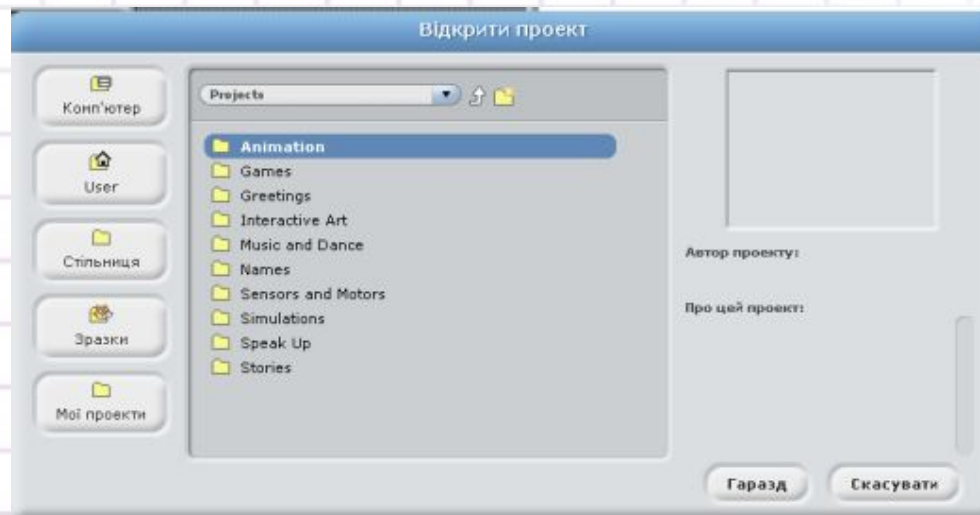 Відкрити проект
Комп'ютер
User
Стільниця
Зразки
Мої проекти
Projects
Animation
Games
Greetings
Interactive Art
Music and Dance
Names
Sensors and Motors
Simulations
Speak Up
Stories
Автор проекту:
Про цей проект:
Гаразд
Скасувати